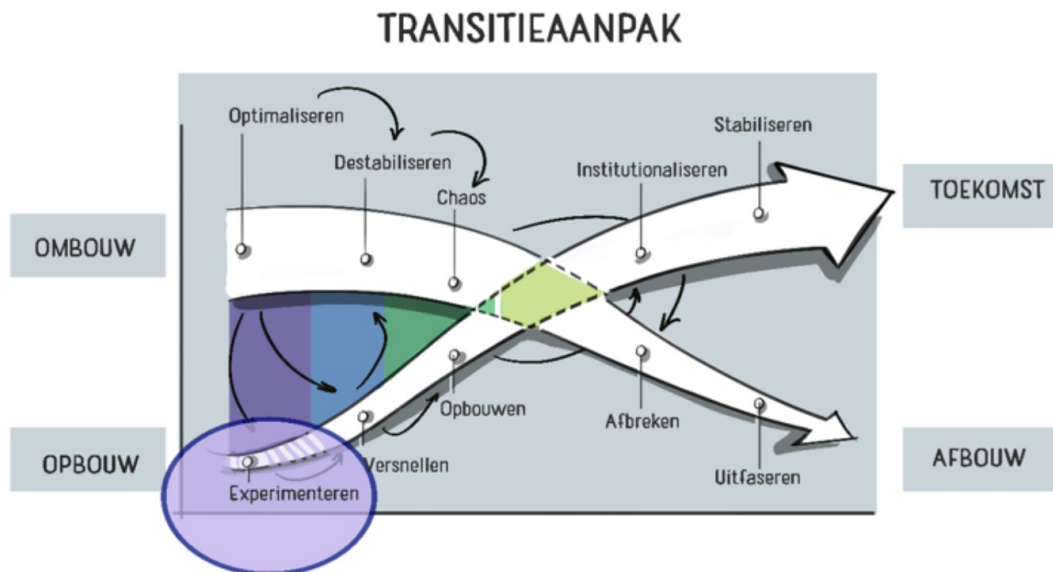 TRANSITIEAANPAK
Optimaliseren
Destabiliseren
Chaos
Institutionaliseren
Stabiliseren
OMBOUW
TOEKOMST
OPBOUW
Experimenteren
Versnellen
Opbouwen
Afbreken
Uitfaseren
AFBOUW